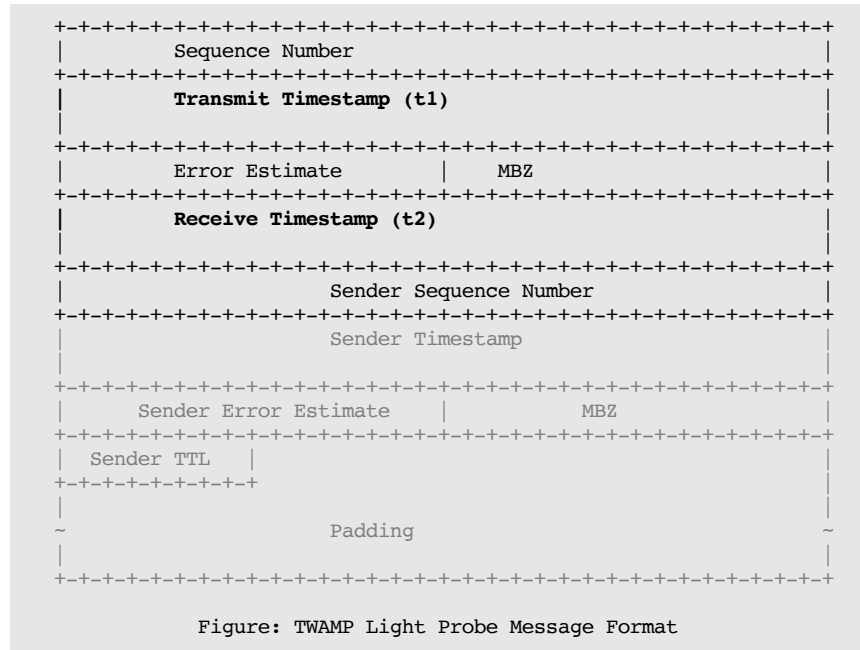 +-+-+-+-+-+-+-+-+-+-+-+-+-+-+-+-+-+-+-+-+-+-+-+-+-+-+-+-+-+-+-+-+
| Sequence Number |
+-+-+-+-+-+-+-+-+-+-+-+-+-+-+-+-+-+-+-+-+-+-+-+-+-+-+-+-+-+-+-+-+
| Transmit Timestamp (t1) |
| |
+-+-+-+-+-+-+-+-+-+-+-+-+-+-+-+-+-+-+-+-+-+-+-+-+-+-+-+-+-+-+-+-+
| Error Estimate | MBZ |
+-+-+-+-+-+-+-+-+-+-+-+-+-+-+-+-+-+-+-+-+-+-+-+-+-+-+-+-+-+-+-+-+
| Receive Timestamp (t2) |
| |
+-+-+-+-+-+-+-+-+-+-+-+-+-+-+-+-+-+-+-+-+-+-+-+-+-+-+-+-+-+-+-+-+
| Sender Sequence Number |
+-+-+-+-+-+-+-+-+-+-+-+-+-+-+-+-+-+-+-+-+-+-+-+-+-+-+-+-+-+-+-+-+
| Sender Timestamp |
| |
+-+-+-+-+-+-+-+-+-+-+-+-+-+-+-+-+-+-+-+-+-+-+-+-+-+-+-+-+-+-+-+-+
| Sender Error Estimate | MBZ |
+-+-+-+-+-+-+-+-+-+-+-+-+-+-+-+-+-+-+-+-+-+-+-+-+-+-+-+-+-+-+-+-+
| Sender TTL | |
+-+-+-+-+-+-+-+-+ |
| |
~ Padding ~
| |
+-+-+-+-+-+-+-+-+-+-+-+-+-+-+-+-+-+-+-+-+-+-+-+-+-+-+-+-+-+-+-+-+
Figure: TWAMP Light Probe Message Format